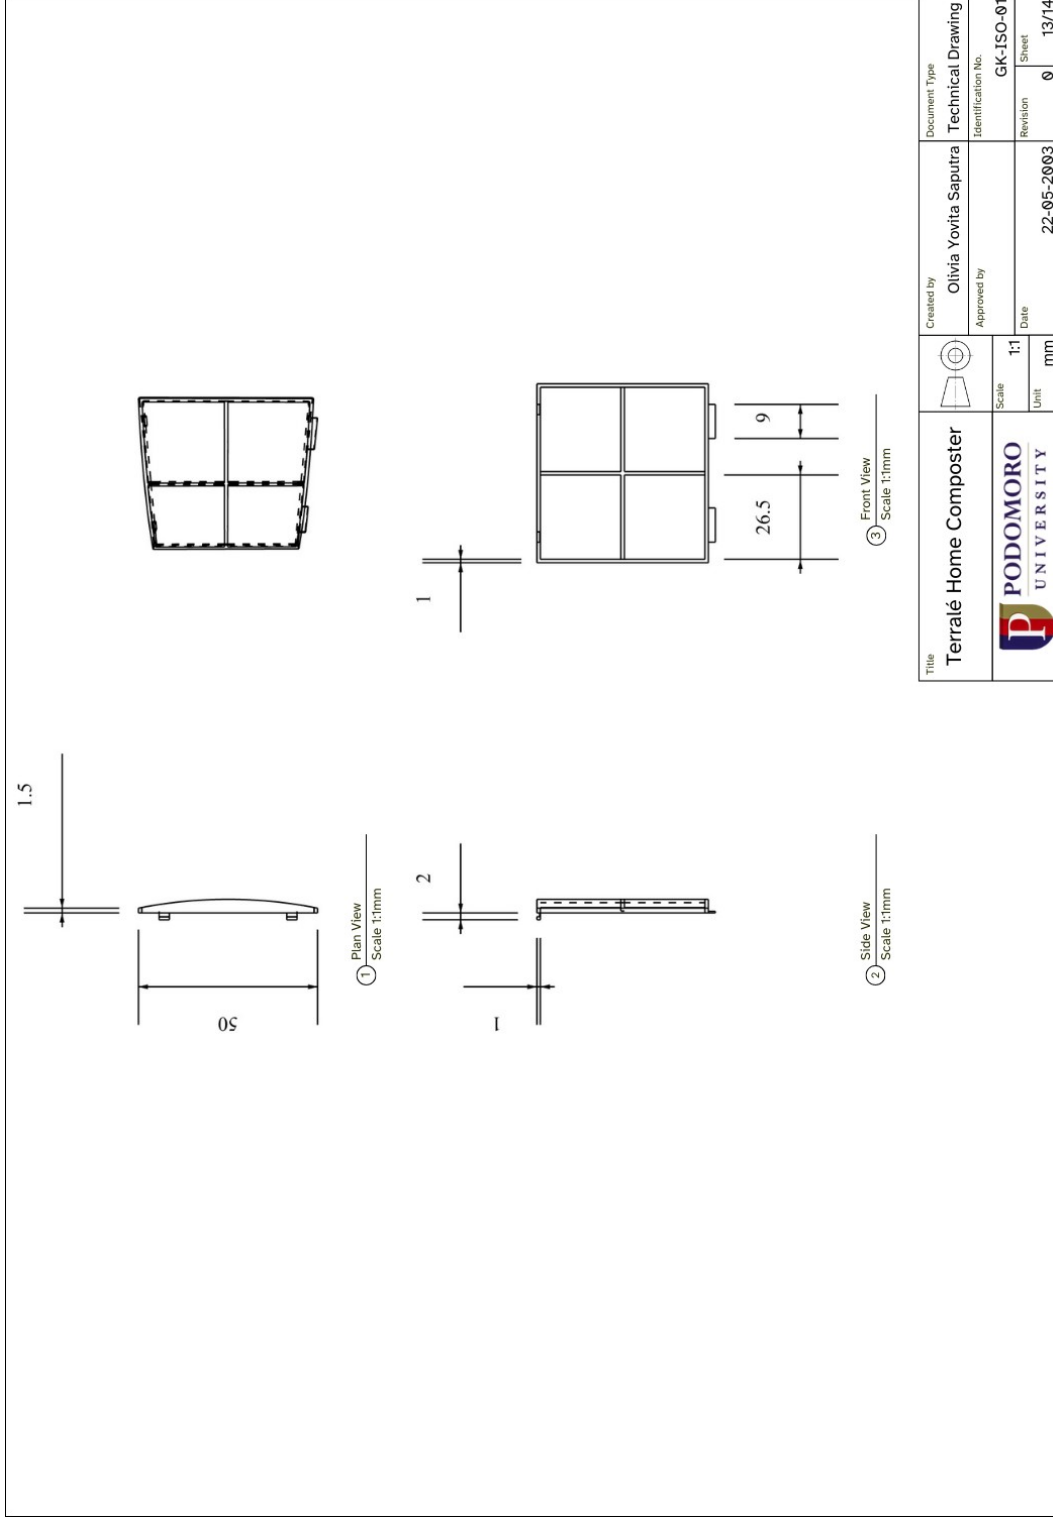 1.5
50
1
Plan View
Scale 1:1mm
2
1
2
Side View
Scale 1:1mm
1
26.5
9
3
Front View
Scale 1:1mm
Title
Terralé Home Composter
P PODOMORO
UNIVERSITY
Scale
1:1
Unit
mm
Created by
Olivia Yovita Saputra
Approved by
Date
22-05-2003
Document Type
Technical Drawing
Identification No.
GK-ISO-01
Revision
0
Sheet
13/14